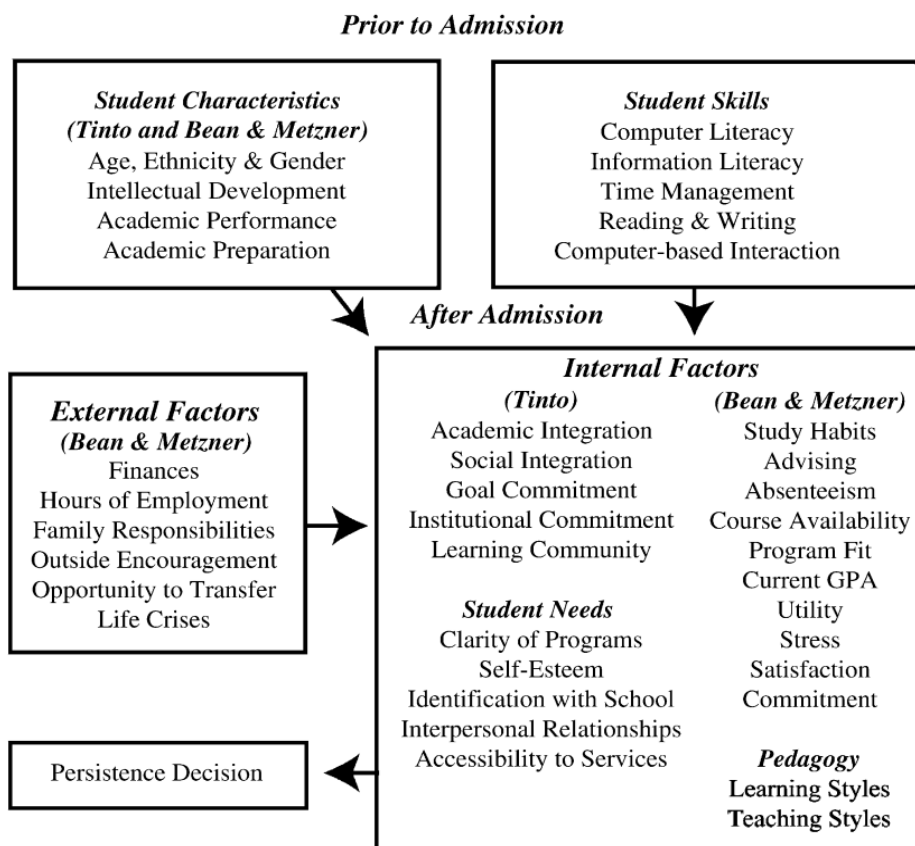 Prior to Admission
Student Characteristics
(Tinto and Bean & Metzner)
Age, Ethnicity & Gender
Intellectual Development
Academic Performance
Academic Preparation
Student Skills
Computer Literacy
Information Literacy
Time Management
Reading & Writing
Computer-based Interaction
After Admission
External Factors
(Bean & Metzner)
Finances
Hours of Employment
Family Responsibilities
Outside Encouragement
Opportunity to Transfer
Life Crises
Internal Factors
(Tinto)
Academic Integration
Social Integration
Goal Commitment
Institutional Commitment
Learning Community
Student Needs
Clarity of Programs
Self-Esteem
Identification with School
Interpersonal Relationships
Accessibility to Services
(Bean & Metzner)
Study Habits
Advising
Absenteeism
Course Availability
Program Fit
Current GPA
Utility
Stress
Satisfaction
Commitment
Pedagogy
Learning Styles
Teaching Styles
Persistence Decision